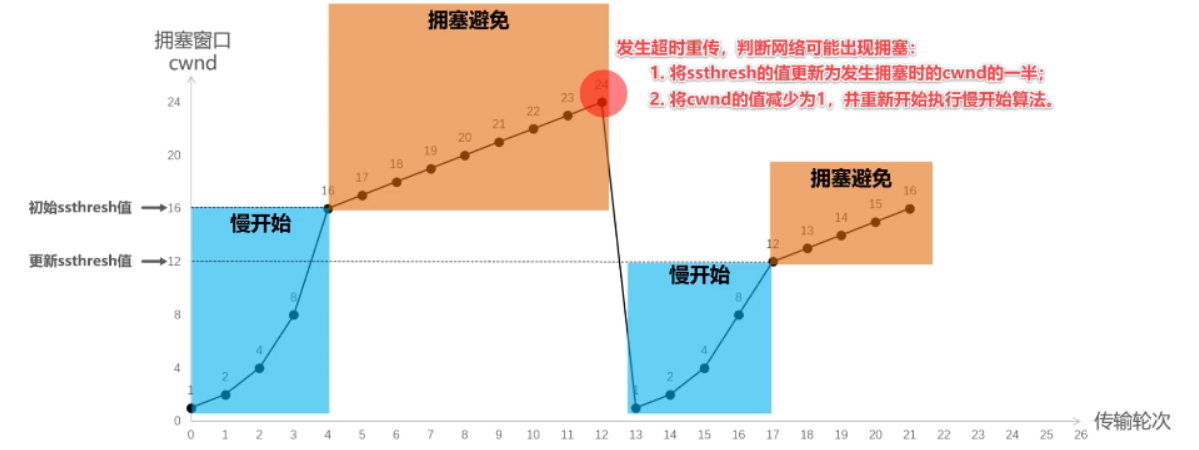 拥塞窗口
cwnd
拥塞避免
发生超时重传，判断网络可能出现拥塞：
1. 将ssthresh的值更新为发生拥塞时的cwnd的一半；
2. 将cwnd的值减少为1，并重新开始执行慢开始算法。
24
20
初始ssthresh值
16
更新ssthresh值
12
8
4
0
慢开始
1
2
4
8
16
17
18
19
20
21
22
23
24
慢开始
1
2
4
8
拥塞避免
12
13
14
15
16
0 1 2 3 4 5 6 7 8 9 10 11 12 13 14 15 16 17 18 19 20 21 22 23 24 25 26
传输轮次